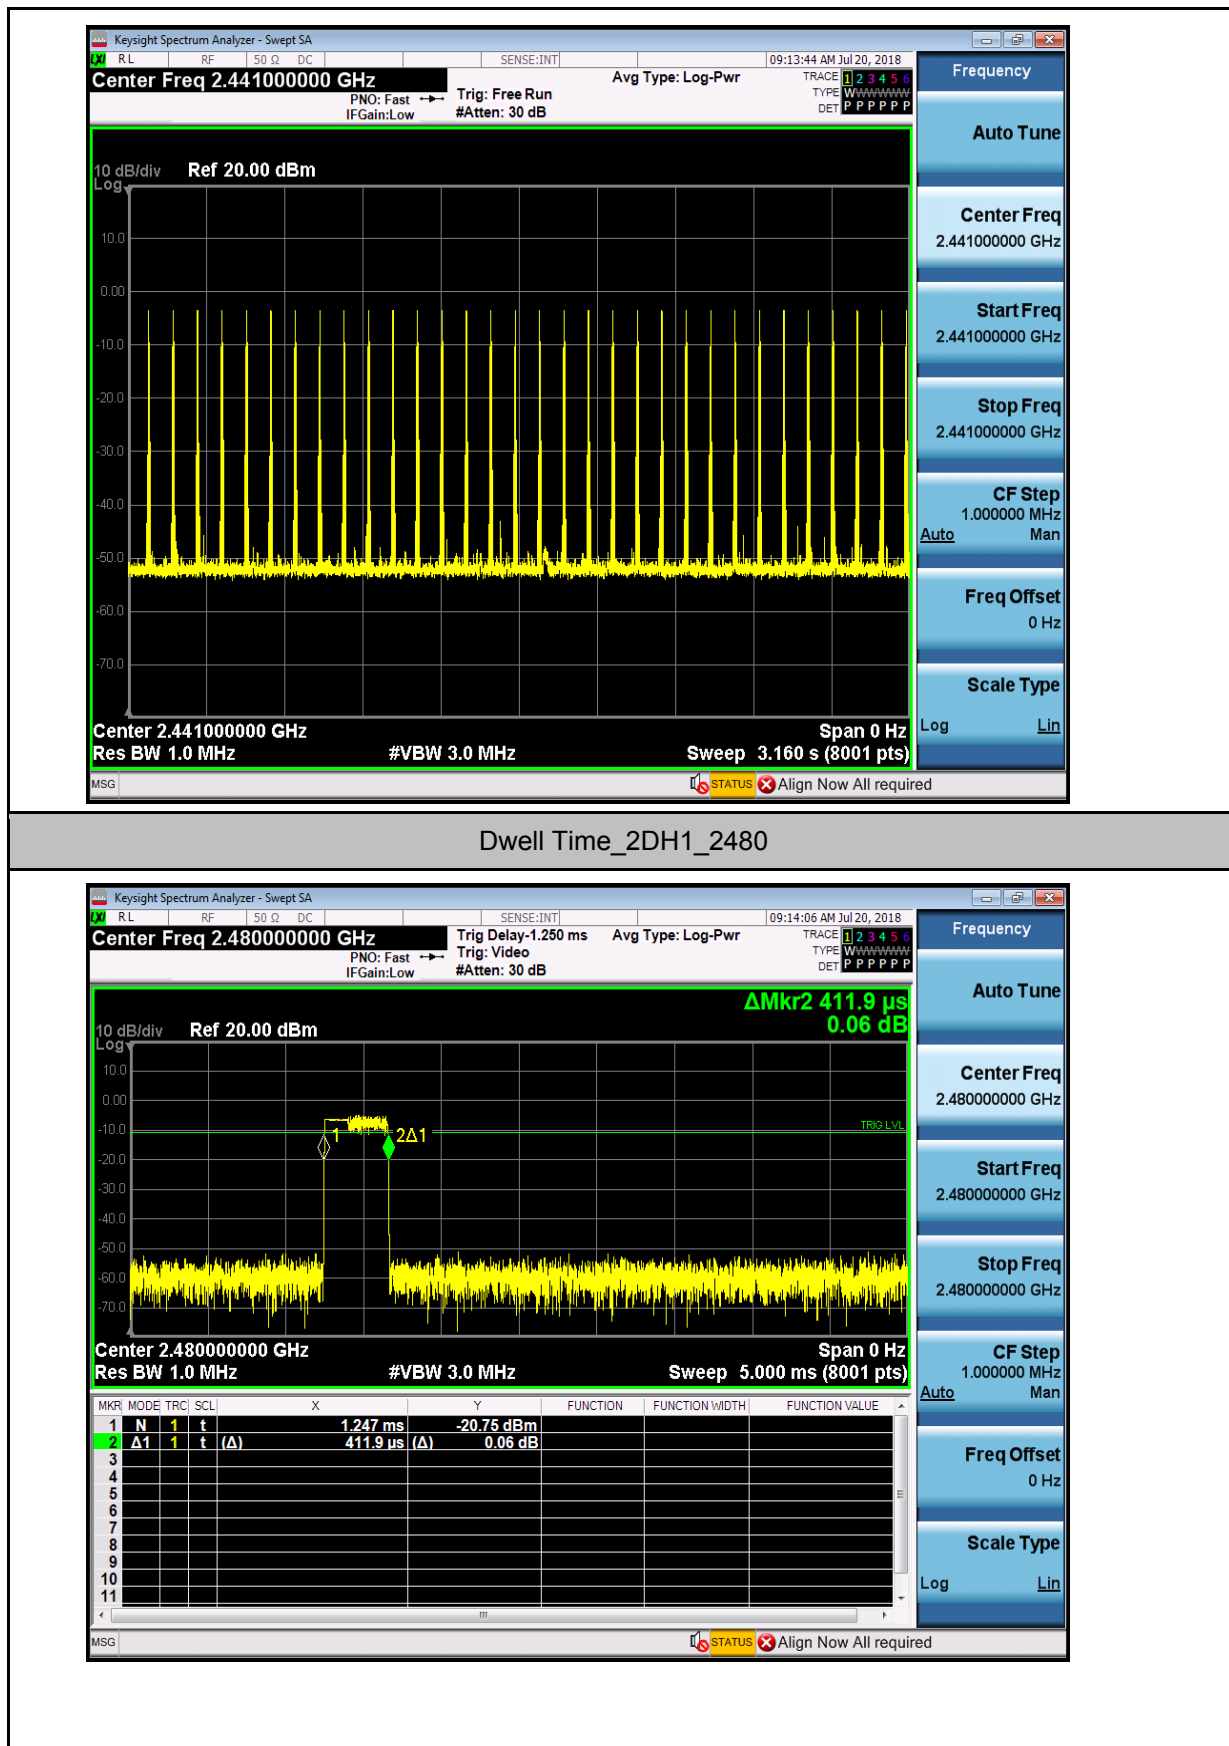 Keysight Spectrum Analyzer - Swept SA
LXI RL RF 50 Ω DC SENSE:INT 09:13:44 AM Jul 20, 2018
Center Freq 2.441000000 GHz Avg Type: Log-Pwr TRACE 1 2 3 4 5 6
PNO: Fast Trig: Free Run TYPE WWWWWW
IFGain:Low #Atten: 30 dB DET P P P P P P
10 dB/div Ref 20.00 dBm
Log
10.0
0.00
-10.0
-20.0
-30.0
-40.0
-50.0
-60.0
-70.0
Center 2.441000000 GHz Span 0 Hz
Res BW 1.0 MHz #VBW 3.0 MHz Sweep 3.160 s (8001 pts)
MSG STATUS Align Now All required
Frequency
Auto Tune
Center Freq
2.441000000 GHz
Start Freq
2.441000000 GHz
Stop Freq
2.441000000 GHz
CF Step
1.000000 MHz
Auto Man
Freq Offset
0 Hz
Scale Type
Log Lin
Dwell Time_2DH1_2480
Keysight Spectrum Analyzer - Swept SA
LXI RL RF 50 Ω DC SENSE:INT 09:14:06 AM Jul 20, 2018
Center Freq 2.480000000 GHz Trig Delay-1.250 ms Avg Type: Log-Pwr TRACE 1 2 3 4 5 6
PNO: Fast Trig: Video TYPE WWWWWW
IFGain:Low #Atten: 30 dB DET P P P P P P
ΔMkr2 411.9 µs
10 dB/div Ref 20.00 dBm 0.06 dB
Log
10.0
0.00
-10.0
TRIG LVL
1 2Δ1
-20.0
-30.0
-40.0
-50.0
-60.0
-70.0
Center 2.480000000 GHz Span 0 Hz
Res BW 1.0 MHz #VBW 3.0 MHz Sweep 5.000 ms (8001 pts)
MKR MODE TRC SCL X Y FUNCTION FUNCTION WIDTH FUNCTION VALUE
1 N 1 t 1.247 ms -20.75 dBm
2 Δ1 1 t (Δ) 411.9 µs (Δ) 0.06 dB
3
4
5
6
7
8
9
10
11
MSG STATUS Align Now All required
Frequency
Auto Tune
Center Freq
2.480000000 GHz
Start Freq
2.480000000 GHz
Stop Freq
2.480000000 GHz
CF Step
1.000000 MHz
Auto Man
Freq Offset
0 Hz
Scale Type
Log Lin